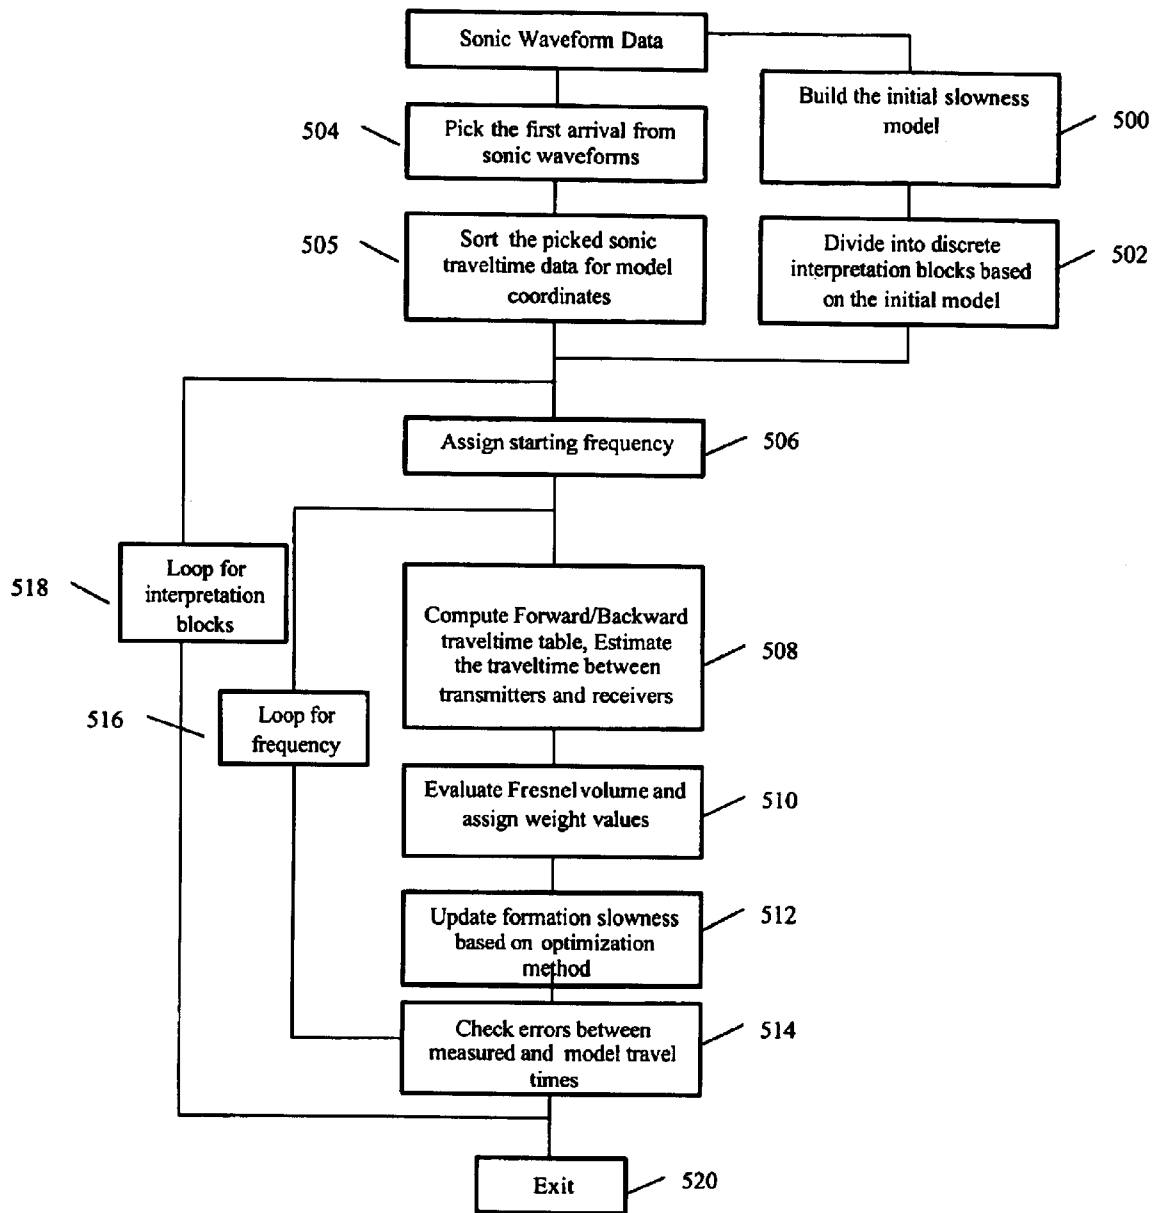 Sonic Waveform Data
Build the initial slowness
model
500
504
Pick the first arrival from
sonic waveforms
505
Sort the picked sonic
traveltime data for model
coordinates
Divide into discrete
interpretation blocks based
on the initial model
502
Assign starting frequency
506
518
Loop for
interpretation
blocks
Compute Forward/Backward
traveltime table, Estimate
the traveltime between
transmitters and receivers
508
516
Loop for
frequency
Evaluate Fresnel volume and
assign weight values
510
Update formation slowness
based on optimization
method
512
Check errors between
measured and model travel
times
514
Exit
520